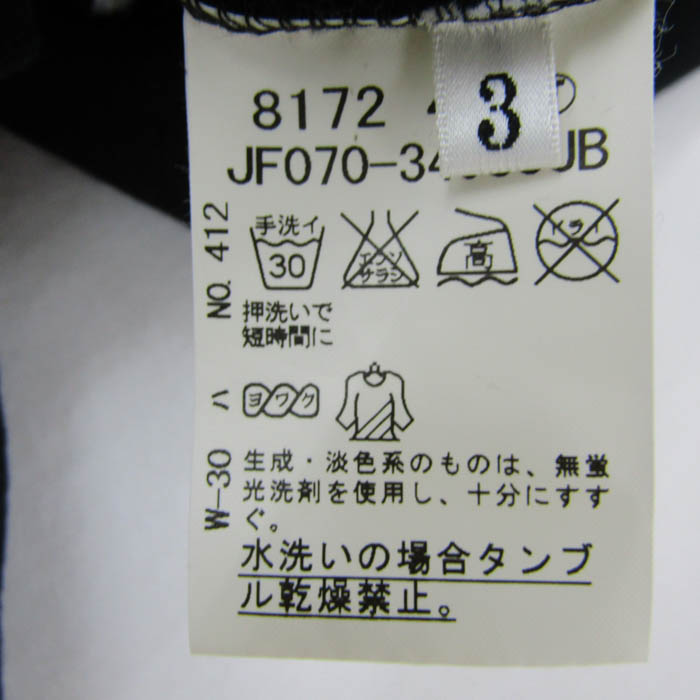 8172
3
JF070-34 JB
手洗イ
30
エンソ
サラシ
高
ドライ
押洗いで
短時間に
NO. 412
ヨワク
W-30 ハ
生成・淡色系のものは、無蛍
光洗剤を使用し、十分にすす
ぐ。
水洗いの場合タンブ
ル乾燥禁止。